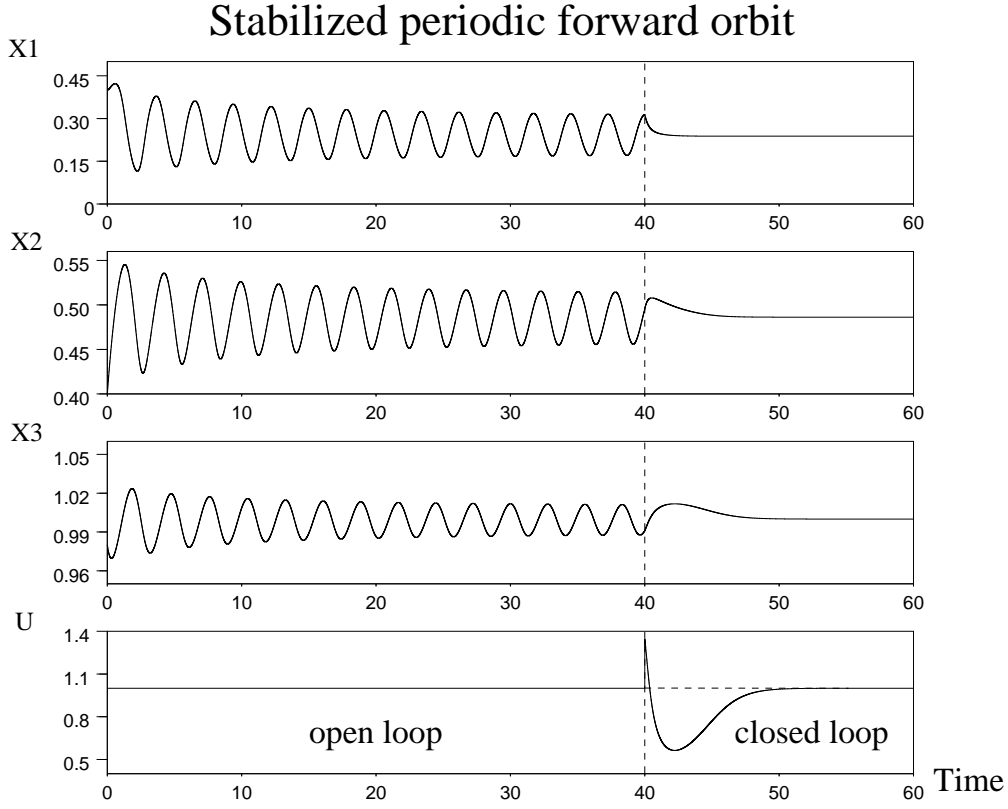 Stabilized periodic forward orbit
X1
0.45
0.30
0.15
0
0 10 20 30 40 50 60
X2
0.55
0.50
0.45
0.40
0 10 20 30 40 50 60
X3
1.05
1.02
0.99
0.96
0 10 20 30 40 50 60
U
1.4
1.1
0.8
open loop closed loop
0.5
Time
0 10 20 30 40 50 60